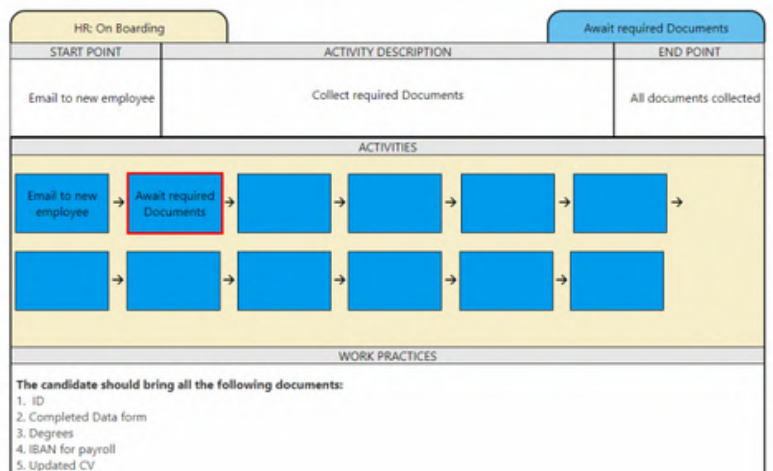 HR: On Boarding
Await required Documents
START POINT
ACTIVITY DESCRIPTION
END POINT
Email to new employee
Collect required Documents
All documents collected
ACTIVITIES
Email to new
employee
Await required
Documents
WORK PRACTICES
The candidate should bring all the following documents:
1. ID
2. Completed Data form
3. Degrees
4. IBAN for payroll
5. Updated CV